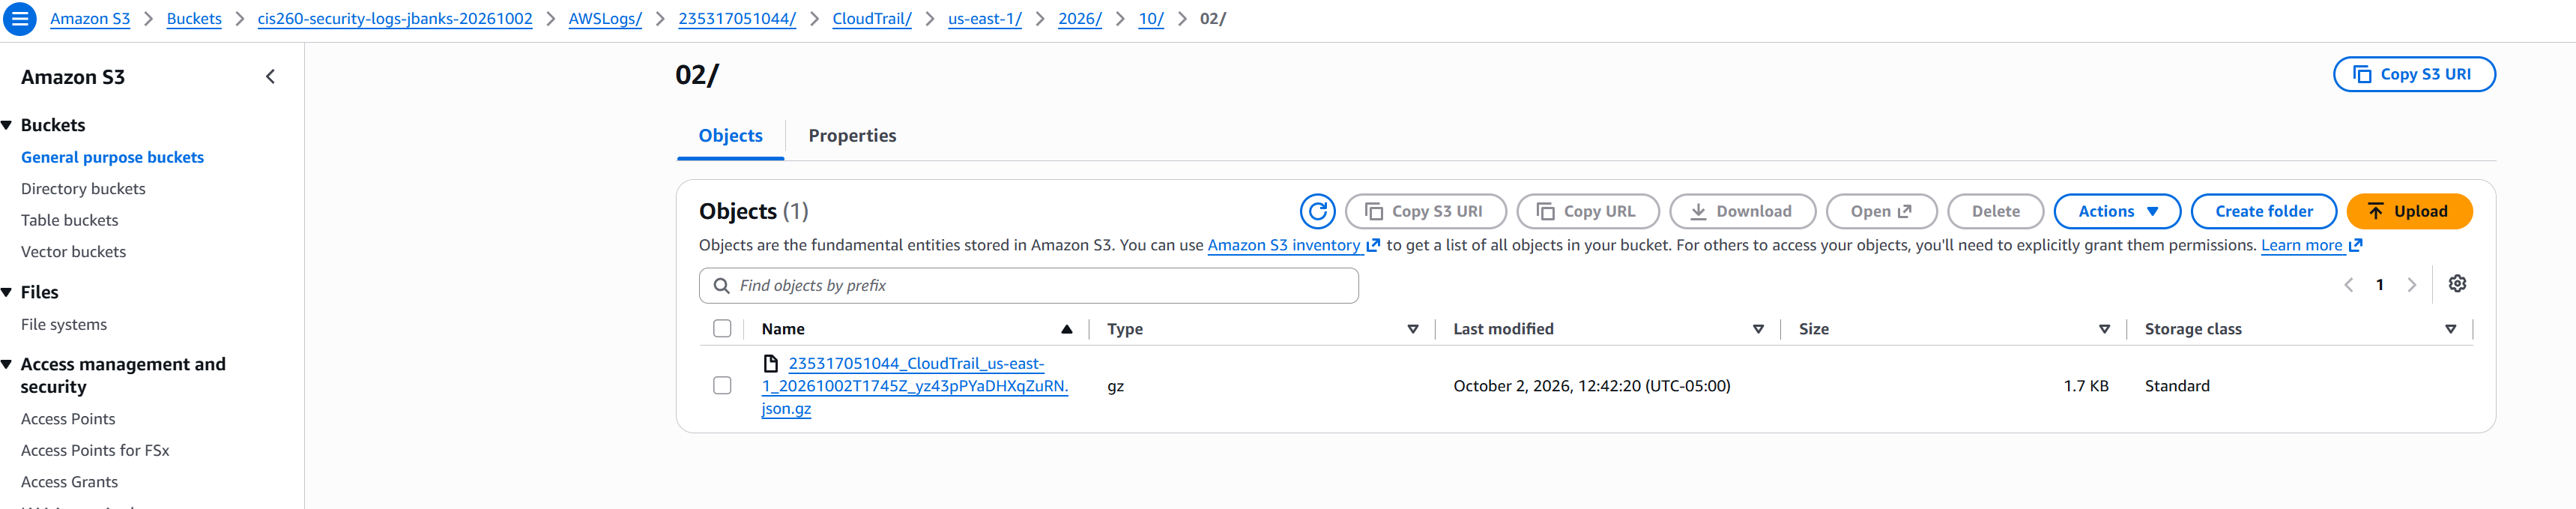 Amazon S3 > Buckets > cis260-security-logs-jbanks-20261002 > AWSLogs/ > 235317051044/ > CloudTrail/ > us-east-1/ > 2026/ > 10/ > 02/
Amazon S3
Buckets
General purpose buckets
Directory buckets
Table buckets
Vector buckets
Files
File systems
Access management and
security
Access Points
Access Points for FSx
Access Grants
02/
Copy S3 URI
Objects
Properties
Objects (1)
Copy S3 URI
Copy URL
Download
Open
Delete
Actions
Create folder
Upload
Objects are the fundamental entities stored in Amazon S3. You can use Amazon S3 inventory to get a list of all objects in your bucket. For others to access your objects, you'll need to explicitly grant them permissions. Learn more
Find objects by prefix
1
Name Type Last modified Size Storage class
235317051044_CloudTrail_us-east-
1_20261002T1745Z_yz43pPYaDHXqZuRN.
json.gz
gz
October 2, 2026, 12:42:20 (UTC-05:00)
1.7 KB
Standard